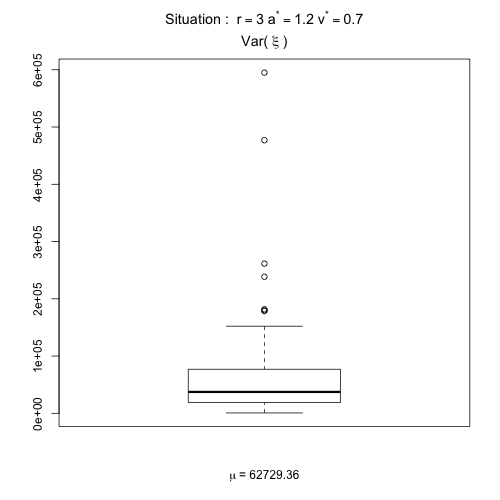 Situation : r = 3 a* = 1.2 v* = 0.7
Var( ξ )
6e+05
5e+05
4e+05
3e+05
2e+05
1e+05
0e+00
μ = 62729.36